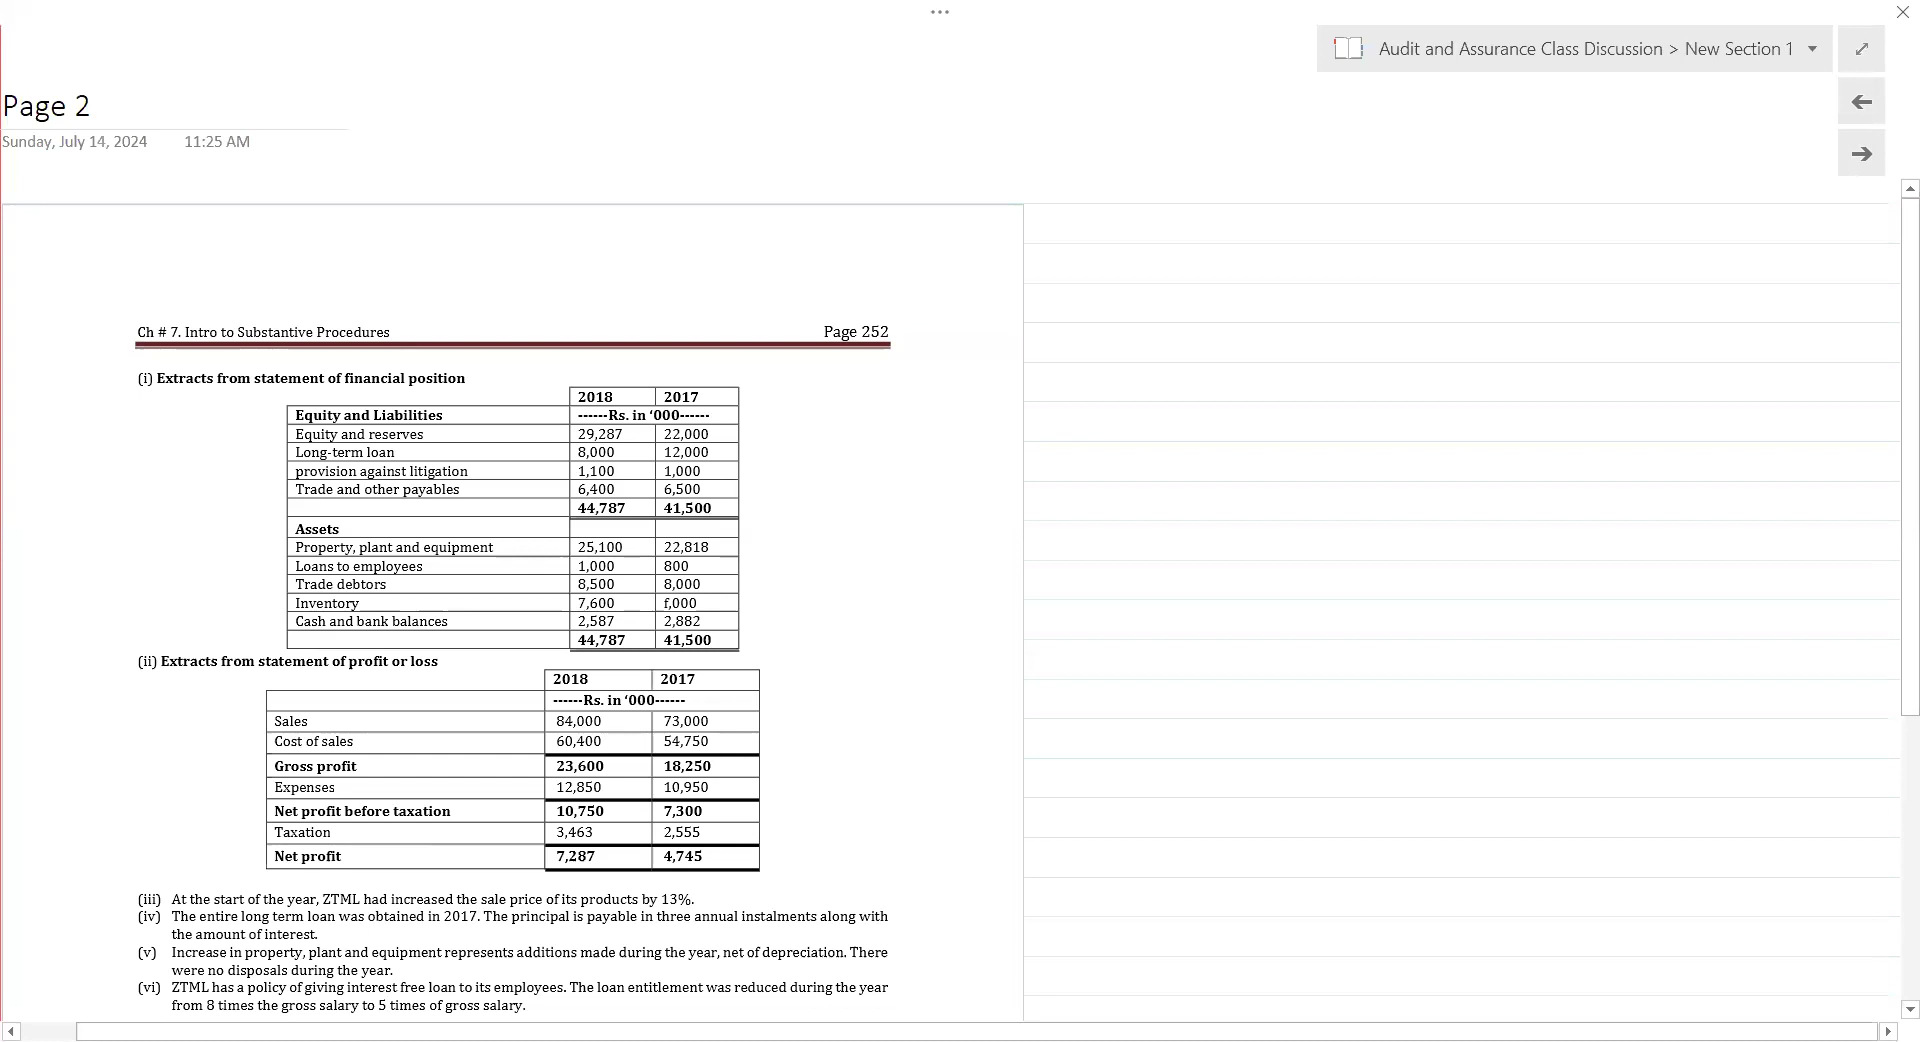 Audit and Assurance Class Discussion > New Section 1
Page 2
Sunday, July 14, 2024 11:25 AM
Ch # 7. Intro to Substantive Procedures Page 252
(i) Extracts from statement of financial position
2018 2017
Equity and Liabilities ------Rs. in ‘000------
Equity and reserves 29,287 22,000
Long-term loan 8,000 12,000
provision against litigation 1,100 1,000
Trade and other payables 6,400 6,500
44,787 41,500
Assets
Property, plant and equipment 25,100 22,818
Loans to employees 1,000 800
Trade debtors 8,500 8,000
Inventory 7,600 f,000
Cash and bank balances 2,587 2,882
44,787 41,500
(ii) Extracts from statement of profit or loss
2018 2017
------Rs. in ‘000------
Sales 84,000 73,000
Cost of sales 60,400 54,750
Gross profit 23,600 18,250
Expenses 12,850 10,950
Net profit before taxation 10,750 7,300
Taxation 3,463 2,555
Net profit 7,287 4,745
(iii) At the start of the year, ZTML had increased the sale price of its products by 13%.
(iv) The entire long term loan was obtained in 2017. The principal is payable in three annual instalments along with
the amount of interest.
(v) Increase in property, plant and equipment represents additions made during the year, net of depreciation. There
were no disposals during the year.
(vi) ZTML has a policy of giving interest free loan to its employees. The loan entitlement was reduced during the year
from 8 times the gross salary to 5 times of gross salary.